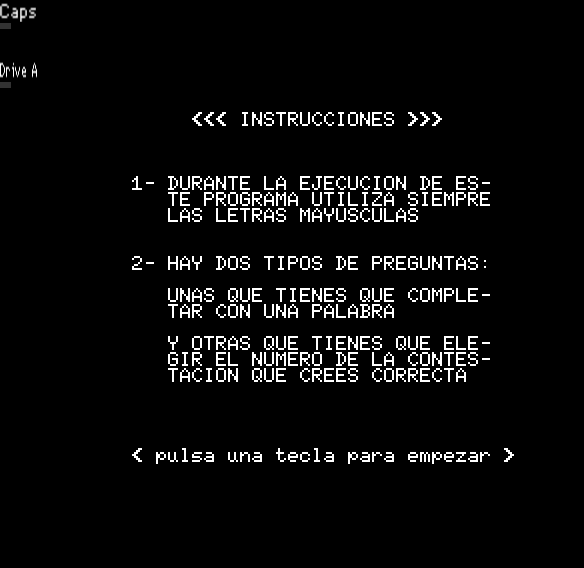 Caps
Drive A
<<< INSTRUCCIONES >>>
1- DURANTE LA EJECUCION DE ES-
TE PROGRAMA UTILIZA SIEMPRE
LAS LETRAS MAYUSCULAS
2- HAY DOS TIPOS DE PREGUNTAS:
UNAS QUE TIENES QUE COMPLE-
TAR CON UNA PALABRA
Y OTRAS QUE TIENES QUE ELE-
GIR EL NUMERO DE LA CONTES-
TACION QUE CREES CORRECTA
< pulsa una tecla para empezar >